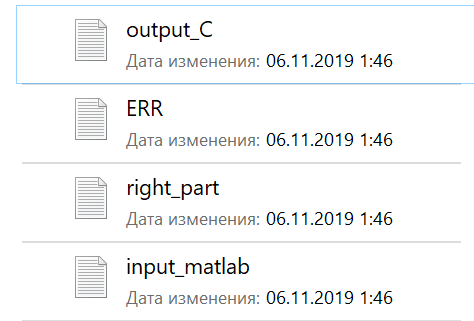 output_C
Дата изменения: 06.11.2019 1:46
ERR
Дата изменения: 06.11.2019 1:46
right_part
Дата изменения: 06.11.2019 1:46
input_matlab
Дата изменения: 06.11.2019 1:46